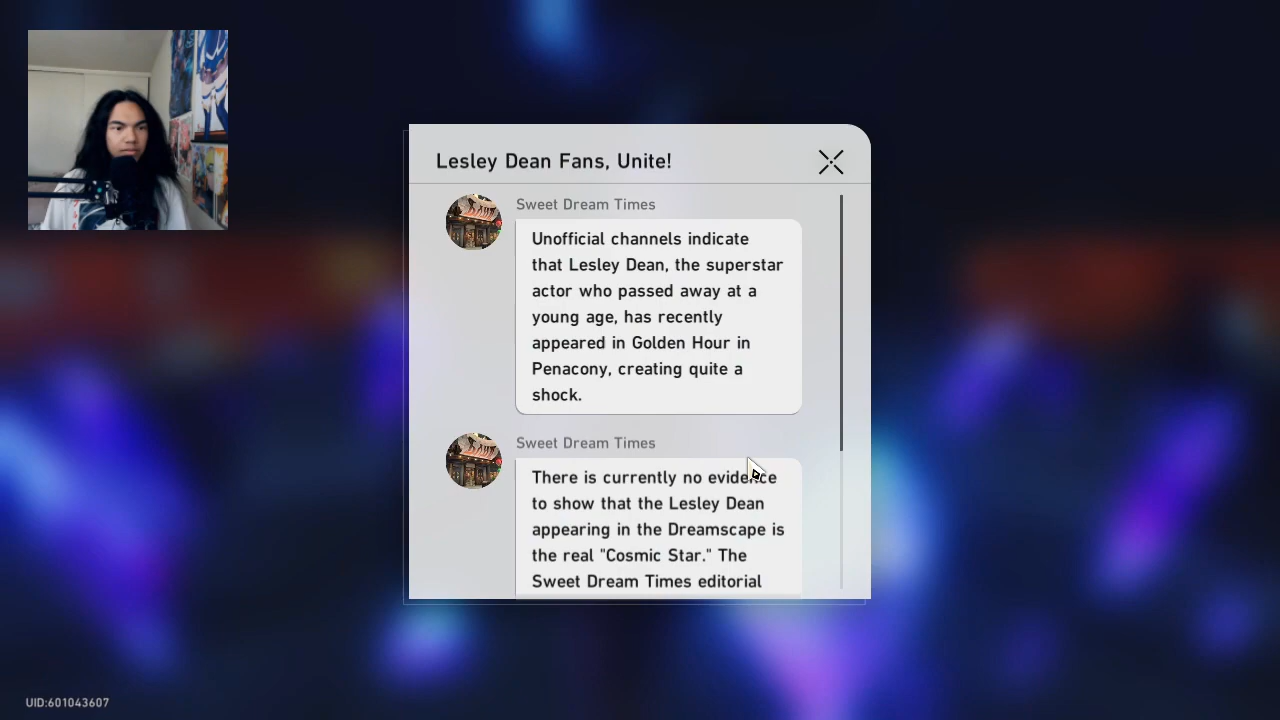 Lesley Dean Fans, Unite!
Sweet Dream Times
Unofficial channels indicate
that Lesley Dean, the superstar
actor who passed away at a
young age, has recently
appeared in Golden Hour in
Penacony, creating quite a
shock.
Sweet Dream Times
There is currently no evidence
to show that the Lesley Dean
appearing in the Dreamscape is
the real "Cosmic Star." The
Sweet Dream Times editorial
UID:601043607